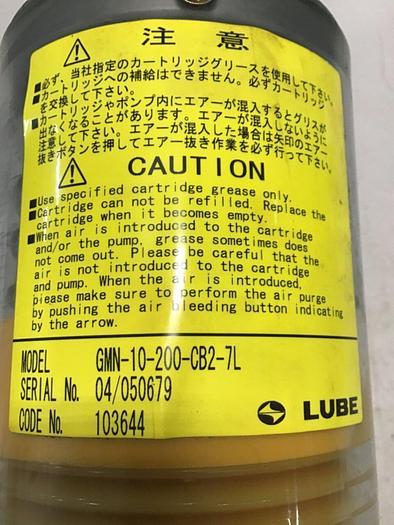 注意
■必ず、当社指定のカートリッジグリースを使用して下さい。
■カートリッジへの補給はできません。必ずカートリッジ
を交換して下さい。
■カートリッジやポンプ内にエアーが混入するとグリスが
出なくなることがあります。エアーが混入しないように
して下さい。エアーが混入した場合は矢印のエアー
抜きボタンを押してエアー抜き作業を必ず行って下さい。
CAUTION
■Use specified cartridge grease only.
■Cartridge can not be refilled. Replace the
cartridge when it becomes empty.
■When air is introduced to the cartridge
and/or the pump, grease sometimes does
not come out. Please be careful that the
air is not introduced to the cartridge
and pump. When the air is introduced,
please make sure to perform the air purge
by pushing the air bleeding button indicating
by the arrow.
MODEL GMN-10-200-CB2-7L
SERIAL No. 04/050679
CODE No. 103644
LUBE